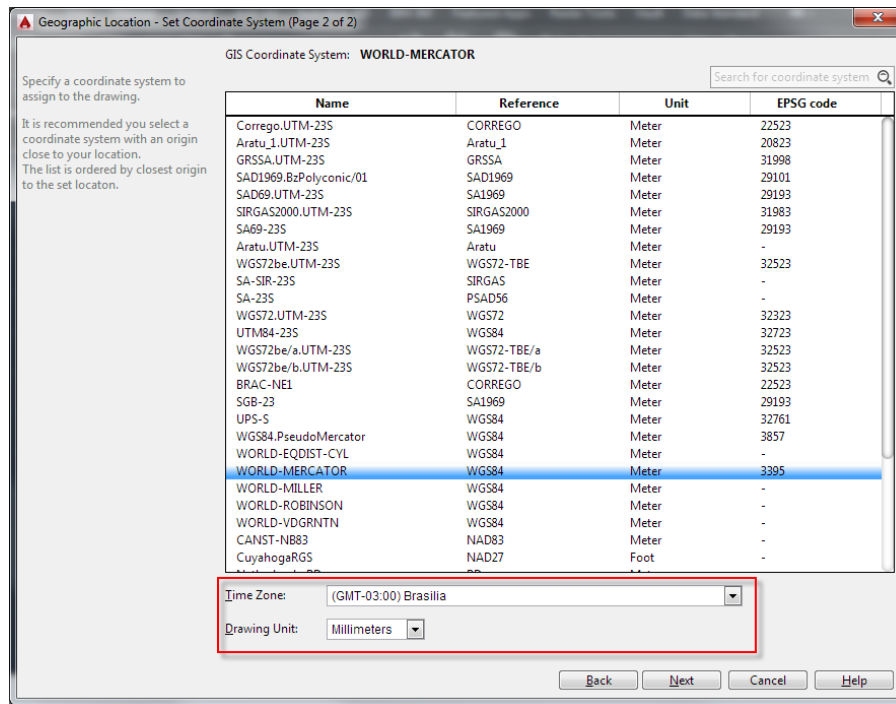 Geographic Location - Set Coordinate System (Page 2 of 2)
GIS Coordinate System: WORLD-MERCATOR
Specify a coordinate system to
assign to the drawing.
It is recommended you select a
coordinate system with an origin
close to your location.
The list is ordered by closest origin
to the set locaton.
Search for coordinate system
Name Reference Unit EPSG code
Corrego.UTM-23S CORREGO Meter 22523
Aratu_1.UTM-23S Aratu_1 Meter 20823
GRSSA.UTM-23S GRSSA Meter 31998
SAD1969.BzPolyconic/01 SAD1969 Meter 29101
SAD69.UTM-23S SA1969 Meter 29193
SIRGAS2000.UTM-23S SIRGAS2000 Meter 31983
SA69-23S SA1969 Meter 29193
Aratu.UTM-23S Aratu Meter -
WGS72be.UTM-23S WGS72-TBE Meter 32523
SA-SIR-23S SIRGAS Meter -
SA-23S PSAD56 Meter -
WGS72.UTM-23S WGS72 Meter 32323
UTM84-23S WGS84 Meter 32723
WGS72be/a.UTM-23S WGS72-TBE/a Meter 32523
WGS72be/b.UTM-23S WGS72-TBE/b Meter 32523
BRAC-NE1 CORREGO Meter 22523
SGB-23 SA1969 Meter 29193
UPS-S WGS84 Meter 32761
WGS84.PseudoMercator WGS84 Meter 3857
WORLD-EQDIST-CYL WGS84 Meter -
WORLD-MERCATOR WGS84 Meter 3395
WORLD-MILLER WGS84 Meter -
WORLD-ROBINSON WGS84 Meter -
WORLD-VDGRNTN WGS84 Meter -
CANST-NB83 NAD83 Meter -
CuyahogaRGS NAD27 Foot -
Time Zone: (GMT-03:00) Brasilia
Drawing Unit: Millimeters
Back Next Cancel Help